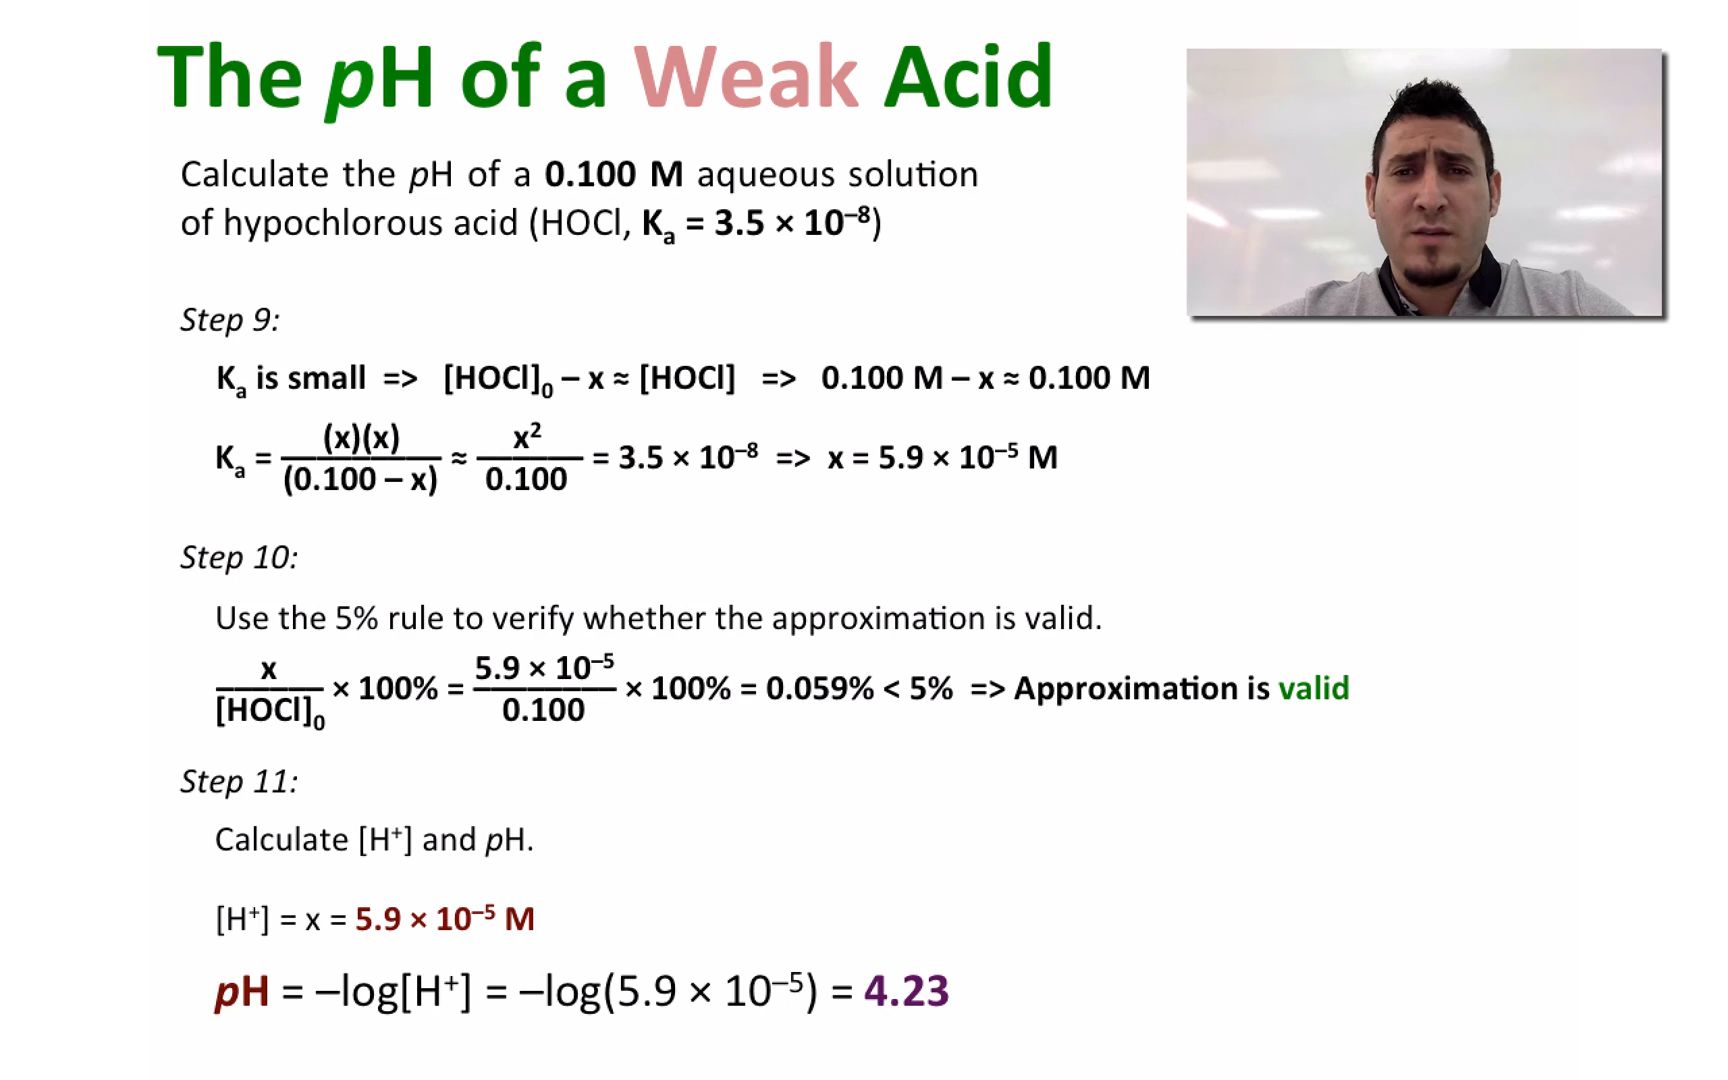 The pH of a Weak Acid
Calculate the pH of a 0.100 M aqueous solution
of hypochlorous acid (HOCl, Kₐ = 3.5 × 10⁻⁸)
Step 9:
Kₐ is small => [HOCl]₀ – x ≈ [HOCl] => 0.100 M – x ≈ 0.100 M
Kₐ = (x)(x) / (0.100 – x) ≈ x² / 0.100 = 3.5 × 10⁻⁸ => x = 5.9 × 10⁻⁵ M
Step 10:
Use the 5% rule to verify whether the approximation is valid.
x / [HOCl]₀ × 100% = 5.9 × 10⁻⁵ / 0.100 × 100% = 0.059% < 5% => Approximation is valid
Step 11:
Calculate [H⁺] and pH.
[H⁺] = x = 5.9 × 10⁻⁵ M
pH = –log[H⁺] = –log(5.9 × 10⁻⁵) = 4.23